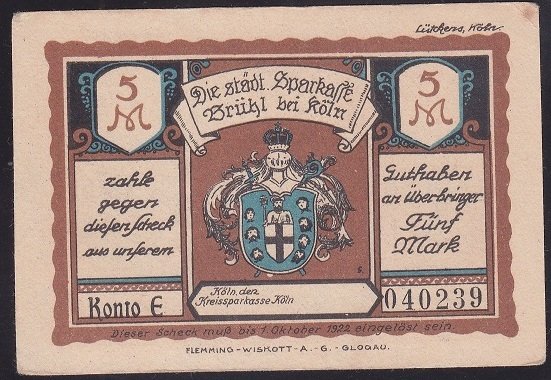 Lückers, Köln.
5
M
Die städt. Sparkasse
Brühl bei Köln
5
M
zahle
gegen
diesen Scheck
aus unserem
Konto E
Guthaben
an Überbringer
Fünf
Mark
S.
Köln, den
Kreissparkasse Köln
040239
Dieser Scheck muß bis 1. Oktober 1922 eingelöst sein
FLEMMING-WISKOTT-A.-G.-GLOGAU.